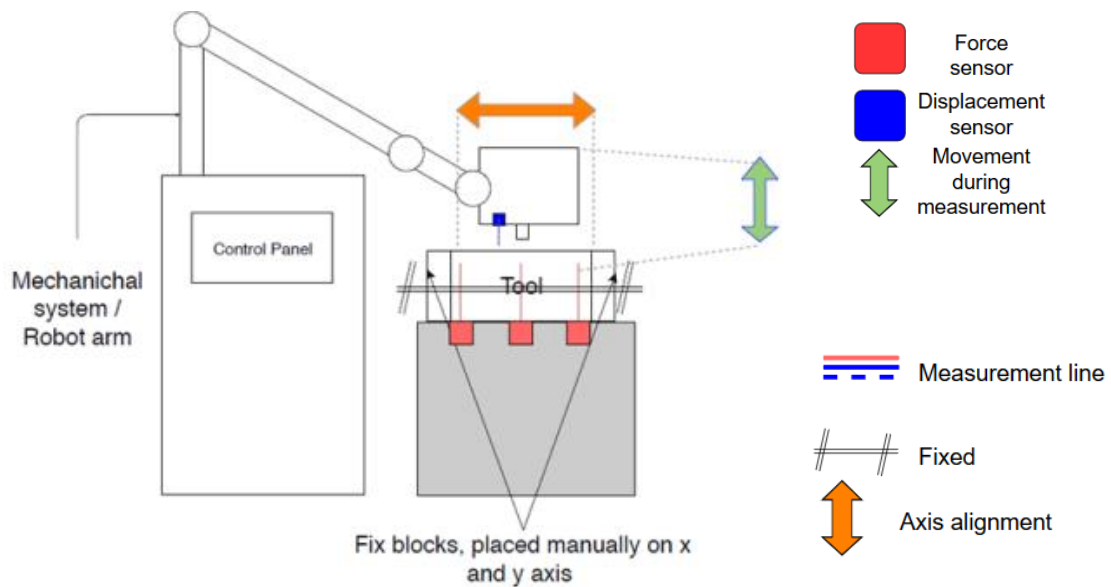 Force
sensor
Displacement
sensor
Movement
during
measurement
Control Panel
Tool
Mechanichal
system /
Robot arm
Measurement line
Fixed
Axis alignment
Fix blocks, placed manually on x
and y axis